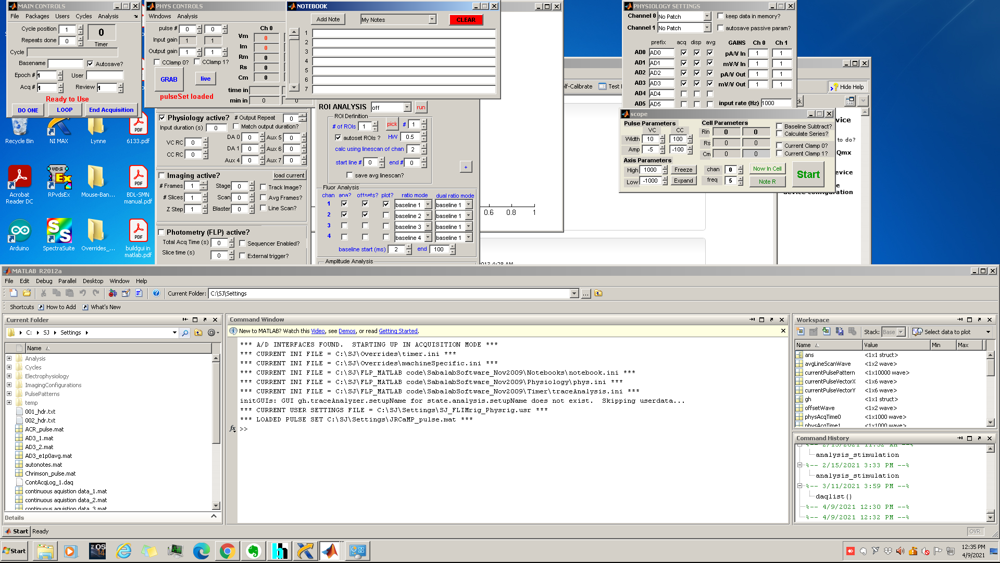 MAIN CONTROLS
File Packages Users Cycles Analysis
Cycle position 1
Repeats done 0
0
Timer
Cycle
Basename Autosave?
Epoch # 1 User
Acq # 1 Review 1
Ready to Use
DO ONE LOOP End Acquisition
PHYS CONTROLS
Windows Analysis
pulse # 0 0
Input gain 1 1
Output gain 1 1
CClamp 0? CClamp 1?
GRAB live
pulseSet loaded
Ch 0
Vm 0
Im 0
Rm 0
Rs 0
Cm 0
time in
min in 0 0
NOTEBOOK
Add Note My Notes CLEAR
1
2
3
4
5
6
7
PHYSIOLOGY SETTINGS
Channel 0 No Patch keep data in memory?
Channel 1 No Patch autosave passive param?
prefix acq disp avg GAINS Ch 0 Ch 1
AD0 AD0 pA/V In 1 1
AD1 AD1 mV/V In 1 1
AD2 AD2 pA/V Out 1 1
AD3 AD3 mV/V Out 1 1
AD4 AD4
AD5 AD5 input rate (Hz) 1000
lf-Calibrate Test
Hide Help
scope
Pulse Parameters
VC CC
Width 10 100
Amp -5 -100
Axis Parameters
High 1000 Freeze
Low -1000 Expand
Cell Parameters
Rin 0 0
Rs 0 0
Cm 0 0
Baseline Subtract?
Calculate Series?
Current Clamp 0?
Current Clamp 1?
chan 0 Now In Cell
freq 5 Note R
Start
to do?
Qmx
device configuration
Physiology active? # Output Repeat 0
Input duration (s) 0 Match output duration?
VC RC 0 DA 0 0 Aux 5 0
CC RC 0 DA 1 0 Aux 6 0
Aux 4 0 Aux 7 0
Imaging active? load current
# Frames 1 Stage 0 Track Image?
# Slices 1 Scan 0 Avg Frames?
Z Step 1 Blaster 0 Line Scan?
Photometry (FLP) active?
Total Acq Time (s) 0 Sequencer Enabled?
Slice time (s) 0 External trigger?
ROI ANALYSIS off run
ROI Definition
# of ROIs 1 pick # 1
autoset ROIs ? HW 0.5
calc using linescan of chan 2
start line # 0 end # 0
save avg linescan?
+
Fluor Analysis
chan ana? offsets? plot? ratio mode dual ratio mode
1 baseline 1 baseline 1
2 baseline 2 baseline 1
3 baseline 3 baseline 1
4 baseline 4 baseline 1
baseline start (ms) 2 end 100
Amplitude Analysis
0.6 0.8 1
Recycle Bin
NI MAX
Lynne
6133.pdf
Acrobat Reader DC
RPvdsEx
Mouse-Ban...
BDL-SMN manual.pdf
Arduino
SpectraSuite
Overrides_...
buildgui in matlab.pdf
MATLAB R2012a
File Edit Debug Parallel Desktop Window Help
Current Folder: C:\SJ\Settings
Shortcuts How to Add What's New
Current Folder
C: SJ Settings
Name
Analysis
Cycles
Electrophysiology
ImagingConfigurations
PulsePatterns
temp
001_hdr.txt
002_hdr.txt
ACR_pulse.mat
AD3_1.mat
AD3_2.mat
AD3_e1p0avg.mat
autonotes.mat
Chrimson_pulse.mat
ContAcqLog_1.daq
continuous aquistion data_1.mat
continuous aquistion data_2.mat
continuous aquistion data_3.mat
Details
Command Window
New to MATLAB? Watch this Video, see Demos, or read Getting Started.
*** A/D INTERFACES FOUND.  STARTING UP IN ACQUISITION MODE ***
*** CURRENT INI FILE = C:\SJ\Overrides\timer.ini ***
*** CURRENT INI FILE = C:\SJ\Overrides\machineSpecific.ini ***
*** CURRENT INI FILE = C:\SJ\FLP_MATLAB code\SabalabSoftware_Nov2009\Notebooks\notebook.ini ***
*** CURRENT INI FILE = C:\SJ\FLP_MATLAB code\SabalabSoftware_Nov2009\Physiology\phys.ini ***
*** CURRENT INI FILE = C:\SJ\FLP_MATLAB code\SabalabSoftware_Nov2009\Timer\traceAnalysis.ini ***
initGUIs: GUI gh.traceAnalyzer.setupName for state.analysis.setupName does not exist.  Skipping userdata...
*** CURRENT USER SETTINGS FILE = C:\SJ\Settings\SJ_FLIMrig_Physrig.usr ***
*** LOADED PULSE SET C:\SJ\Settings\JRCaMP_pulse.mat ***
fx >>
Workspace
Stack: Base Select data to plot
Name Value Min Max
ans <1x1 struct>
avgLineScanWave <1x2 wave>
currentPulsePattern <1x10000 wave>
currentPulseVectorX <1x6 wave>
currentPulseVectorY <1x6 wave>
gh <1x1 struct>
offsetWave <1x2 wave>
physAcqTime0 <1x1000 wave>
physAcqTime1 <1x1000 wave>
Command History
%-- 2/15/2021 11:52 AM --%
analysis_stimulation
%-- 2/15/2021 3:33 PM --%
analysis_stimulation
%-- 3/11/2021 3:59 PM --%
daqlist()
%-- 4/9/2021 12:30 PM --%
%-- 4/9/2021 12:32 PM --%
Start Ready
OVR
Start
12:35 PM
4/9/2021